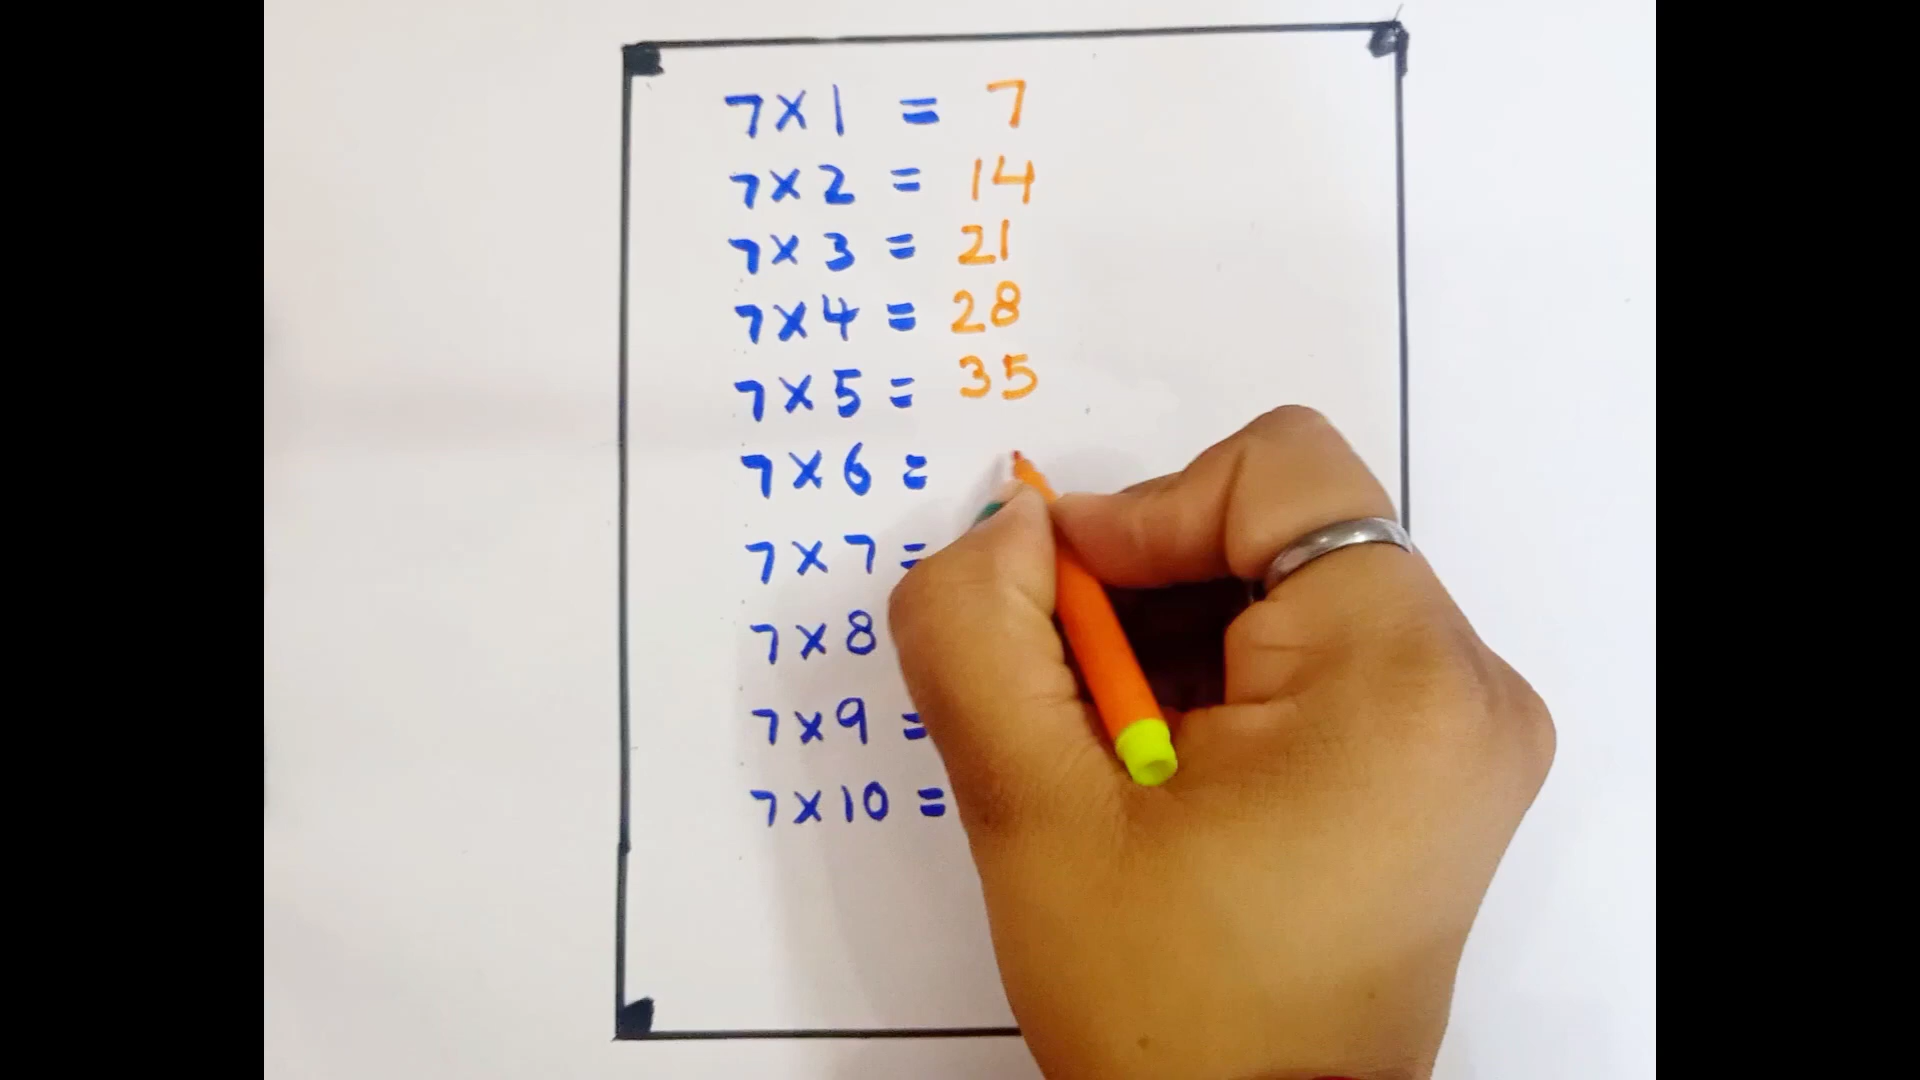 7 x 1 = 7
7 x 2 = 14
7 x 3 = 21
7 x 4 = 28
7 x 5 = 35
7 x 6 =
7 x 7 =
7 x 8
7 x 9 =
7 x 10 =